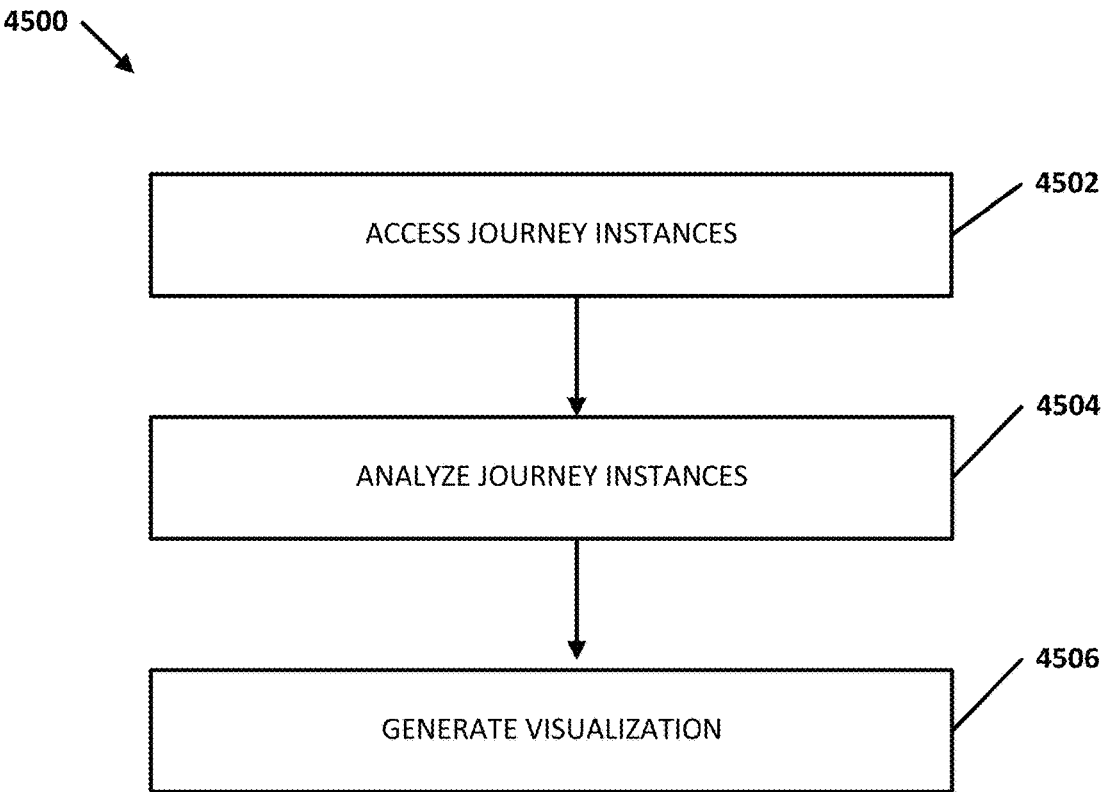 4500
4502
ACCESS JOURNEY INSTANCES
4504
ANALYZE JOURNEY INSTANCES
4506
GENERATE VISUALIZATION